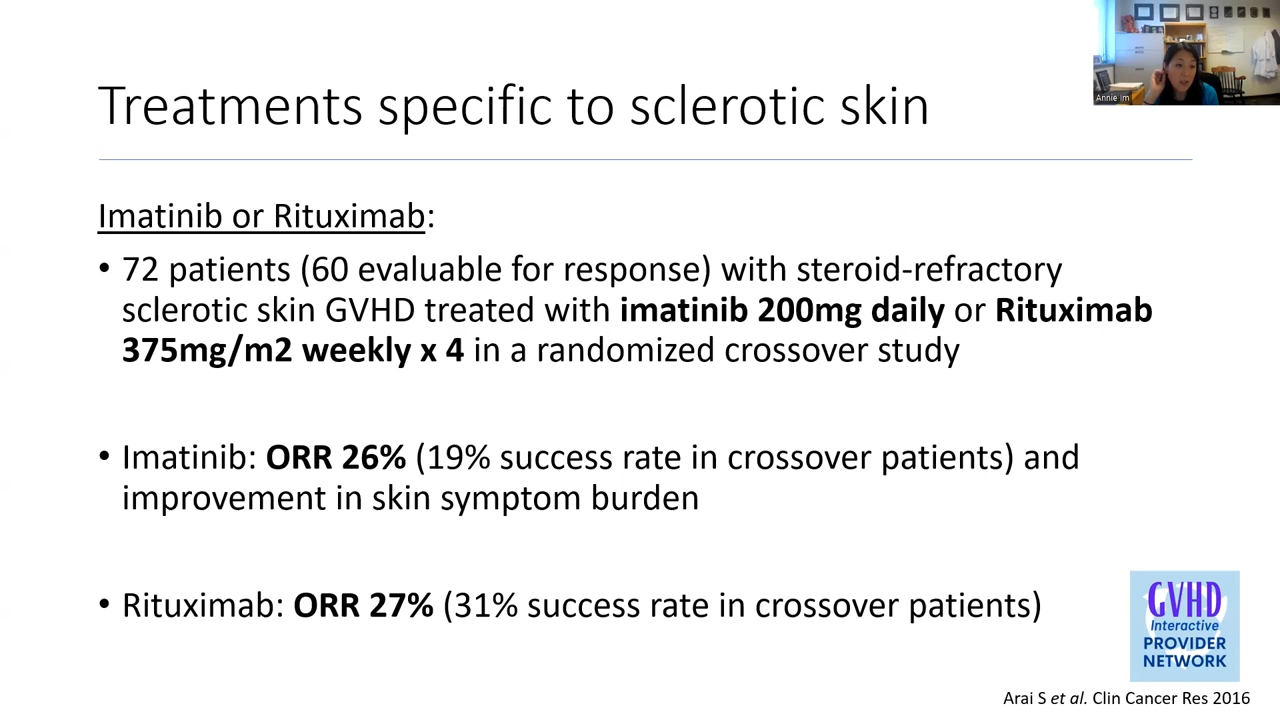 Annie Im
Treatments specific to sclerotic skin
Imatinib or Rituximab:
• 72 patients (60 evaluable for response) with steroid-refractory
sclerotic skin GVHD treated with imatinib 200mg daily or Rituximab
375mg/m2 weekly x 4 in a randomized crossover study
• Imatinib: ORR 26% (19% success rate in crossover patients) and
improvement in skin symptom burden
• Rituximab: ORR 27% (31% success rate in crossover patients)
GVHD
Interactive
PROVIDER
NETWORK
Arai S et al. Clin Cancer Res 2016